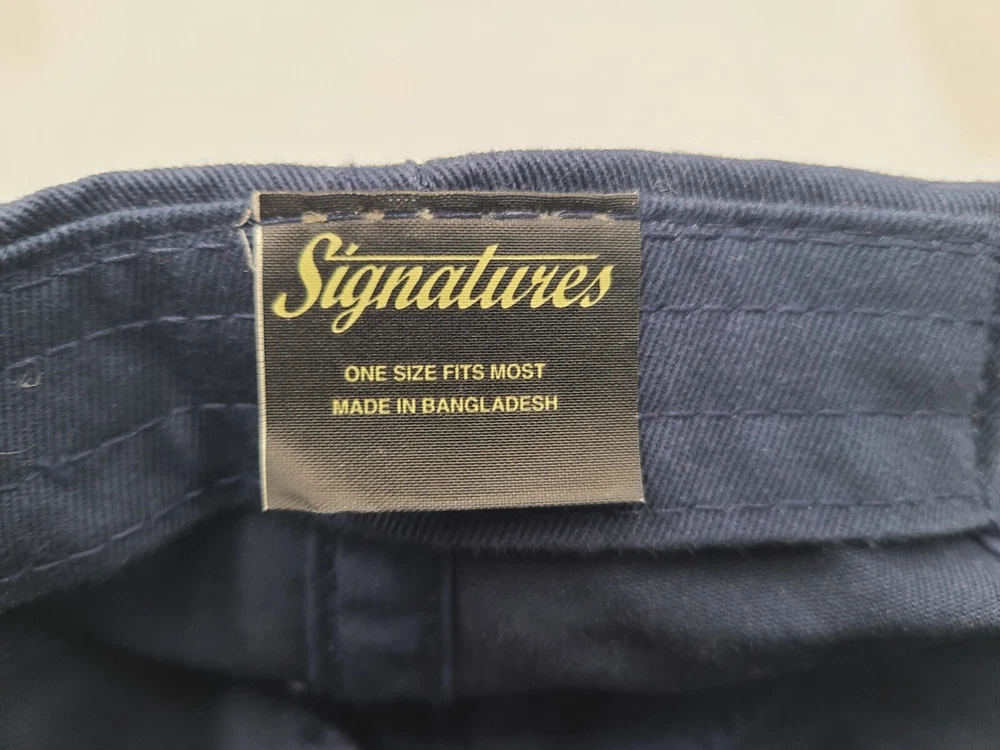 Signatures
ONE SIZE FITS MOST
MADE IN BANGLADESH